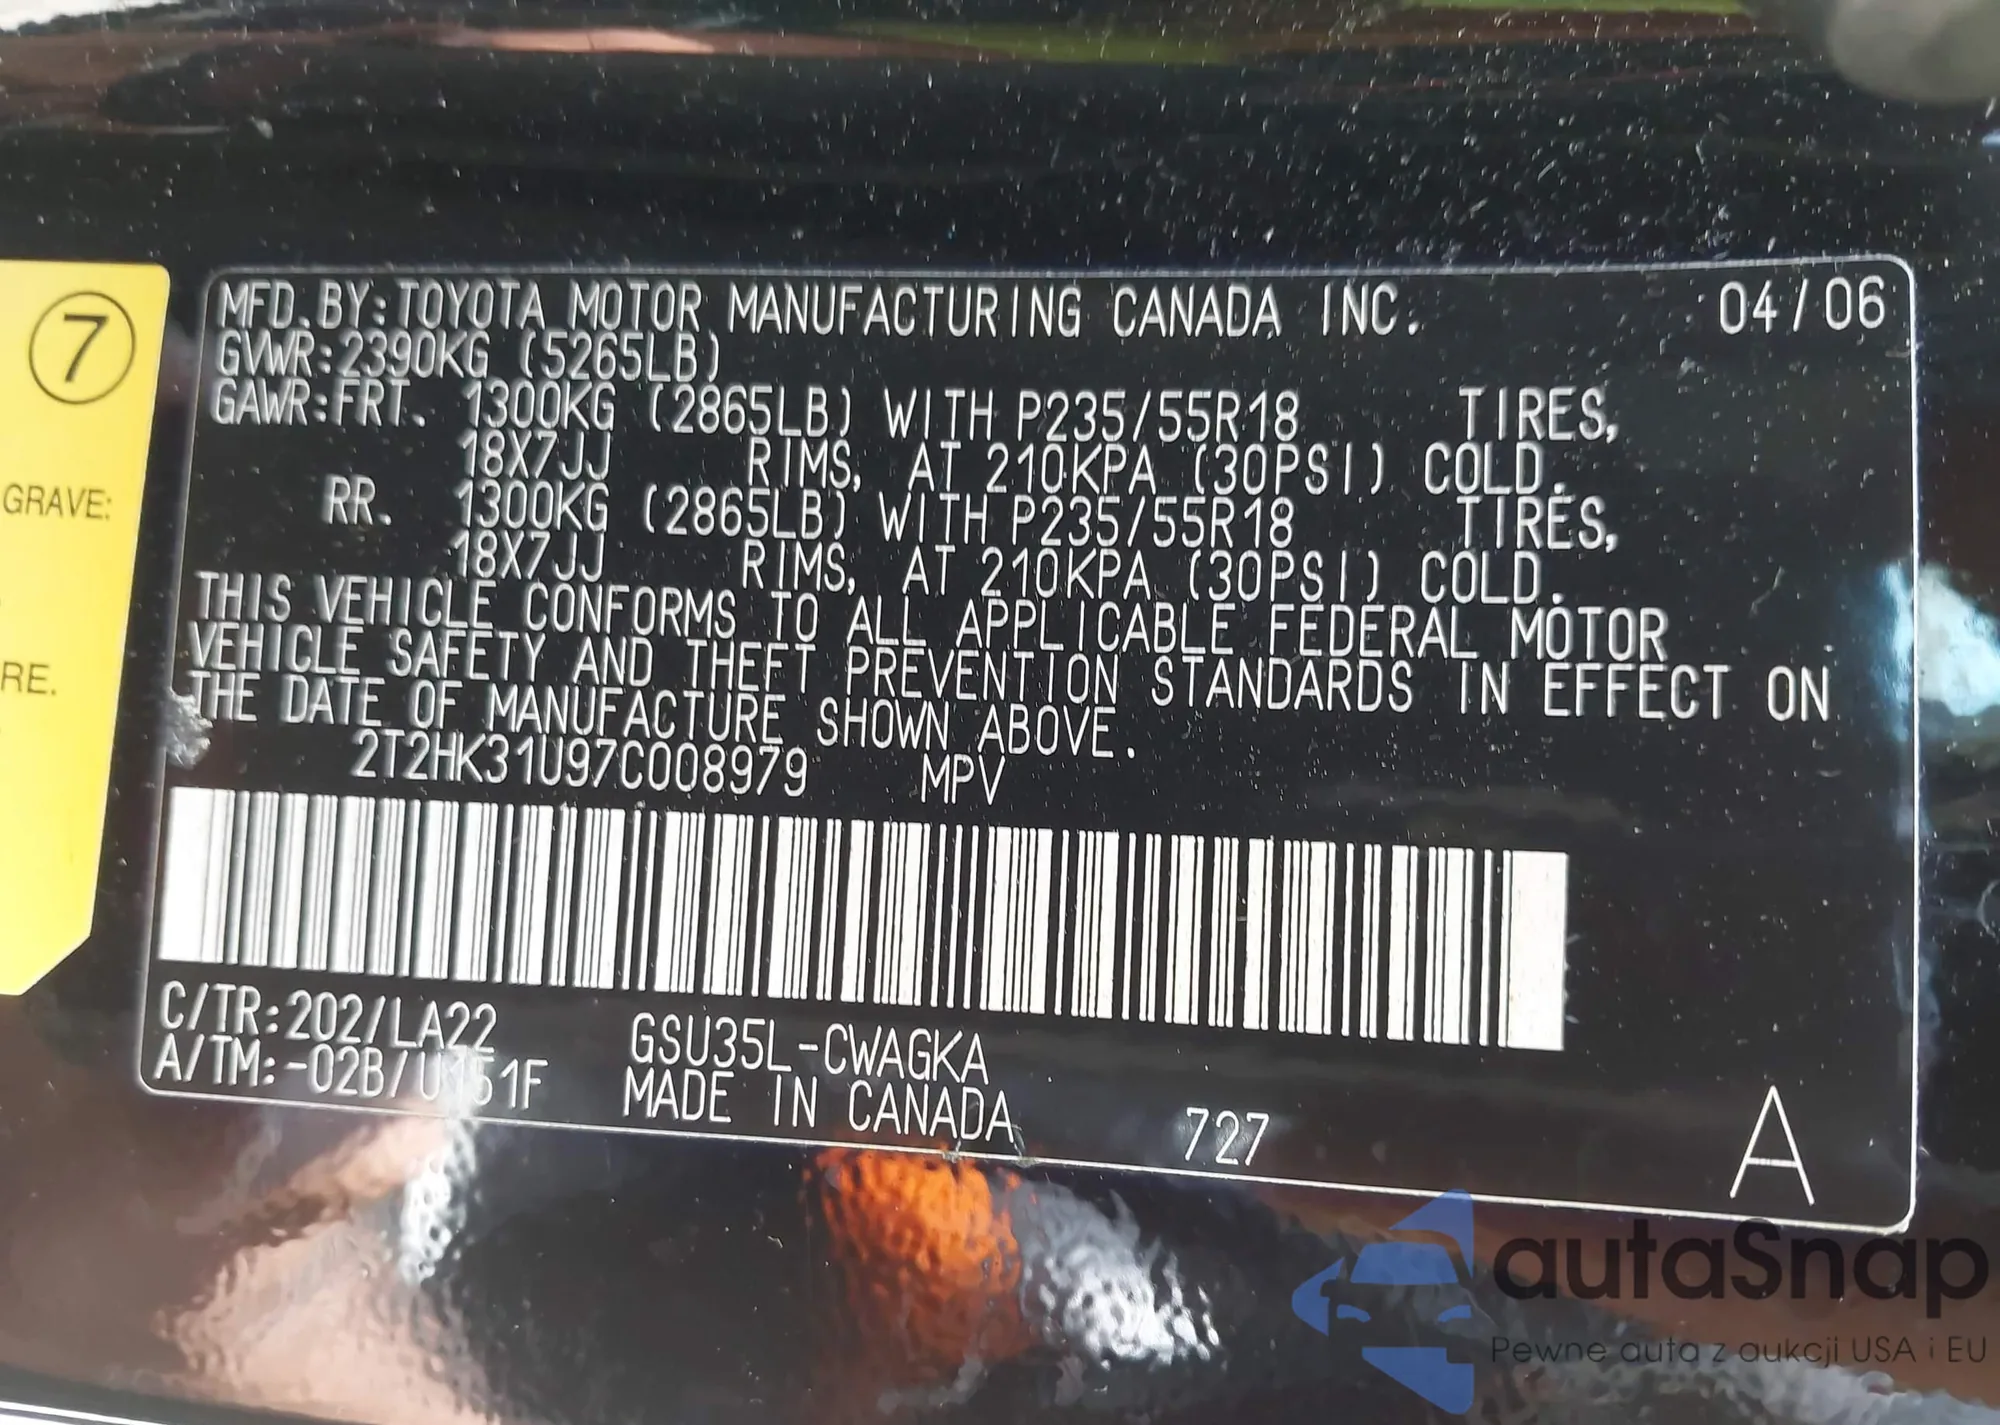 7
GRAVE:
RE.
MFD. BY: TOYOTA MOTOR MANUFACTURING CANADA INC. 04/06
GVWR: 2390KG (5265LB)
GAWR: FRT. 1300KG (2865LB) WITH P235/55R18 TIRES,
18X7JJ RIMS, AT 210KPA (30PSI) COLD.
RR. 1300KG (2865LB) WITH P235/55R18 TIRES,
18X7JJ RIMS, AT 210KPA (30PSI) COLD.
THIS VEHICLE CONFORMS TO ALL APPLICABLE FEDERAL MOTOR
VEHICLE SAFETY AND THEFT PREVENTION STANDARDS IN EFFECT ON
THE DATE OF MANUFACTURE SHOWN ABOVE.
2T2HK31U97C008979 MPV
C/TR: 202/LA22 GSU35L-CWAGKA
A/TM: -02B/U151F MADE IN CANADA 727 A
autaSnap
Pewne auta z aukcji USA i EU